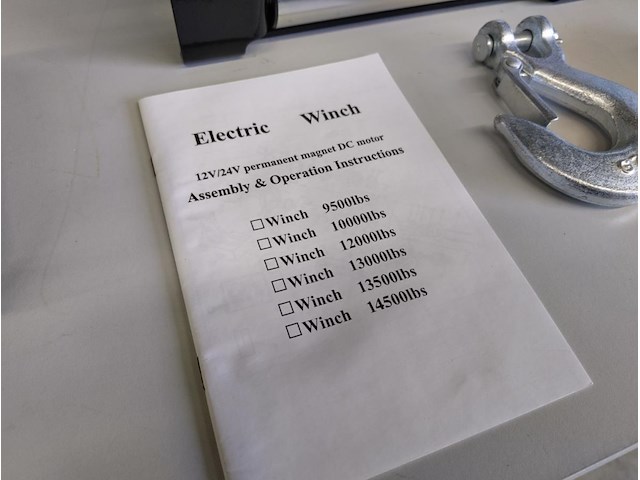 Electric Winch
12V/24V permanent magnet DC motor
Assembly & Operation Instructions
☐Winch 9500lbs
☐Winch 10000lbs
☐Winch 12000lbs
☐Winch 13000lbs
☐Winch 13500lbs
☐Winch 14500lbs